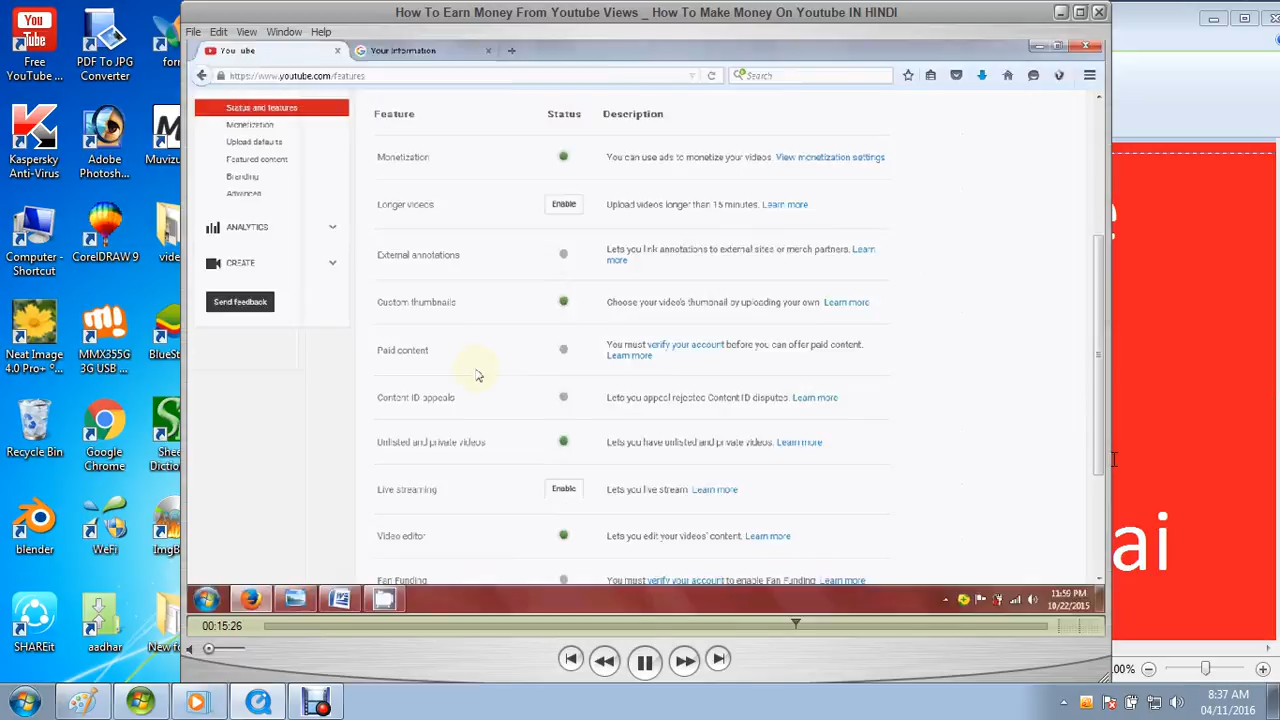 How To Earn Money From Youtube Views _ How To Make Money On Youtube IN HINDI
File Edit View Window Help
Your information
https://www.youtube.com/features
Search
Status and features
Monetization
Upload defaults
Featured content
Branding
Advanced
ANALYTICS
CREATE
Send feedback
Feature Status Description
Monetization You can use ads to monetize your videos. View monetization settings
Longer videos Enable Upload videos longer than 15 minutes. Learn more
External annotations Lets you link annotations to external sites or merch partners. Learn
more
Custom thumbnails Choose your video's thumbnail by uploading your own. Learn more
Paid content You must verify your account before you can offer paid content.
Learn more
Content ID appeals Lets you appeal rejected Content ID disputes. Learn more
Unlisted and private videos Lets you have unlisted and private videos. Learn more
Live streaming Enable Lets you live stream. Learn more
Video editor Lets you edit your videos' content. Learn more
Fan Funding You must verify your account to enable Fan Funding. Learn more
11:59 PM
10/22/2015
00:15:26
You
Tube
Free
YouTube ...
PDF To JPG
Converter
Kaspersky
Anti-Virus
Adobe
Photosh...
Muvizu
Computer -
Shortcut
CorelDRAW 9
Neat Image
4.0 Pro+ ...
MMX355G
3G USB ...
Recycle Bin
Google
Chrome
blender
WeFi
SHAREit
aadhar
ai
8:37 AM
04/11/2016